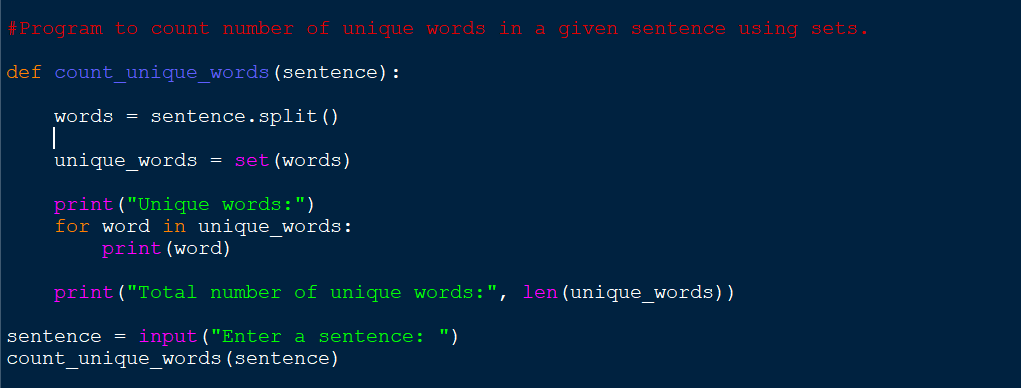 #Program to count number of unique words in a given sentence using sets.
def count_unique_words(sentence):
    words = sentence.split()
    unique_words = set(words)
    print("Unique words:")
    for word in unique_words:
        print(word)
    print("Total number of unique words:", len(unique_words))
sentence = input("Enter a sentence: ")
count_unique_words(sentence)